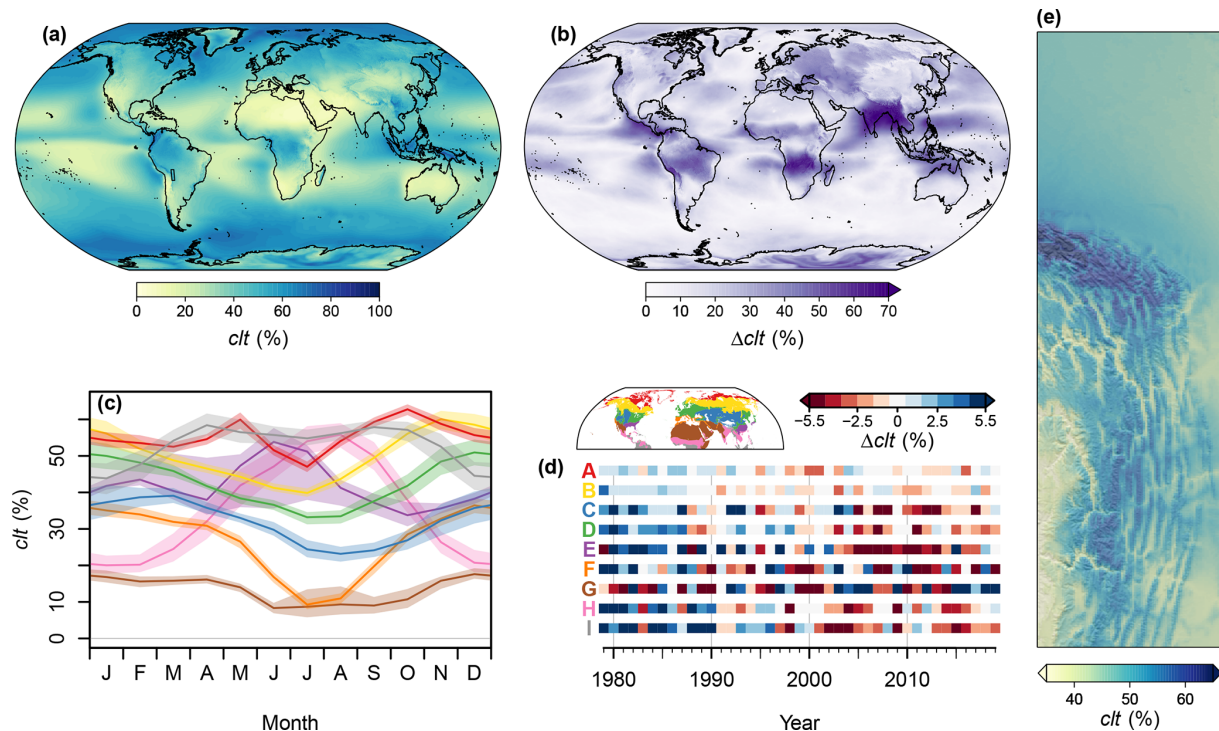 (a)
0 20 40 60 80 100
clt (%)
(b)
0 10 20 30 40 50 60 70
Δclt (%)
(e)
40 50 60
clt (%)
(c)
50
30
10
0
clt (%)
J F M A M J J A S O N D
Month
−5.5 −2.5 0 2.5 5.5
Δclt (%)
(d)
A
B
C
D
E
F
G
H
I
1980 1990 2000 2010
Year